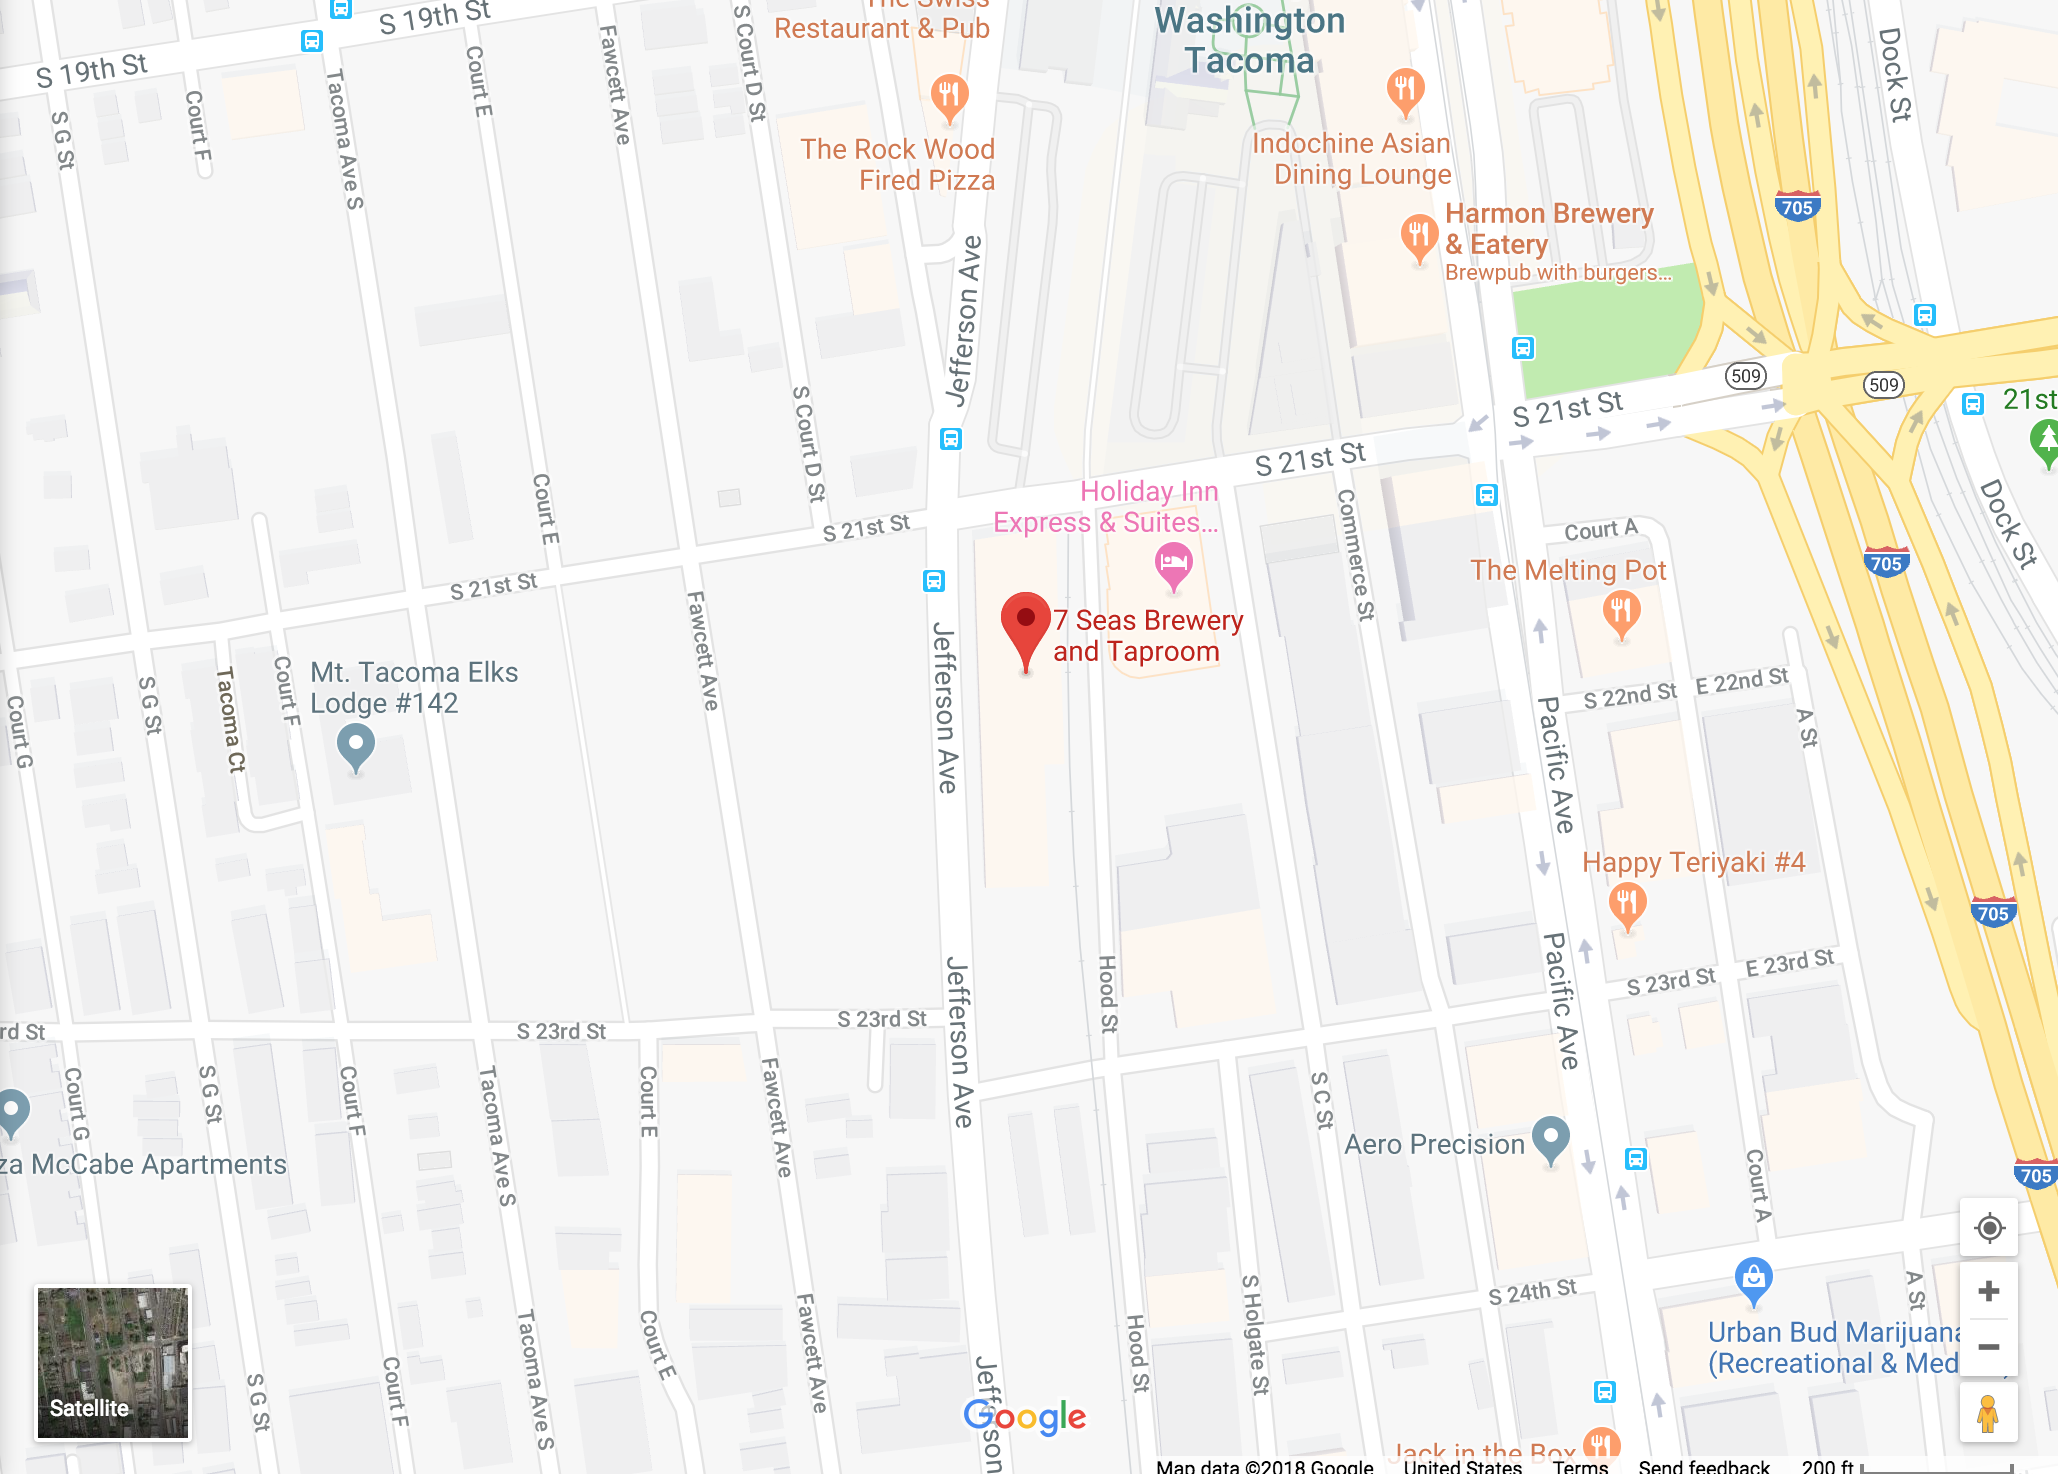 The Swiss
Restaurant & Pub
Washington
Tacoma
S 19th St
S 19th St
Dock St
S G St
Court F
Tacoma Ave S
Court E
Fawcett Ave
S Court D St
The Rock Wood
Fired Pizza
Indochine Asian
Dining Lounge
Harmon Brewery
& Eatery
Brewpub with burgers...
705
Jefferson Ave
509
509
S 21st St
21st
S 21st St
S Court D St
Court E
Holiday Inn
Express & Suites...
S 21st St
Commerce St
Court A
Dock St
705
The Melting Pot
S 21st St
Fawcett Ave
7 Seas Brewery
and Taproom
Jefferson Ave
Mt. Tacoma Elks
Lodge #142
Court G
S G St
Tacoma Ct
Court F
S 22nd St
E 22nd St
A St
Pacific Ave
Happy Teriyaki #4
705
Jefferson Ave
Hood St
Pacific Ave
S 23rd St
E 23rd St
rd St
S 23rd St
S 23rd St
Court G
S G St
Court F
Tacoma Ave S
Court E
Fawcett Ave
S C St
Aero Precision
za McCabe Apartments
Court A
705
S 24th St
S Holgate St
Hood St
A St
Urban Bud Marijuana
(Recreational & Med
Satellite
S G St
Court F
Tacoma Ave S
Court E
Fawcett Ave
Jefferson
Google
Jack in the Box
Map data ©2018 Google United States Terms Send feedback 200 ft